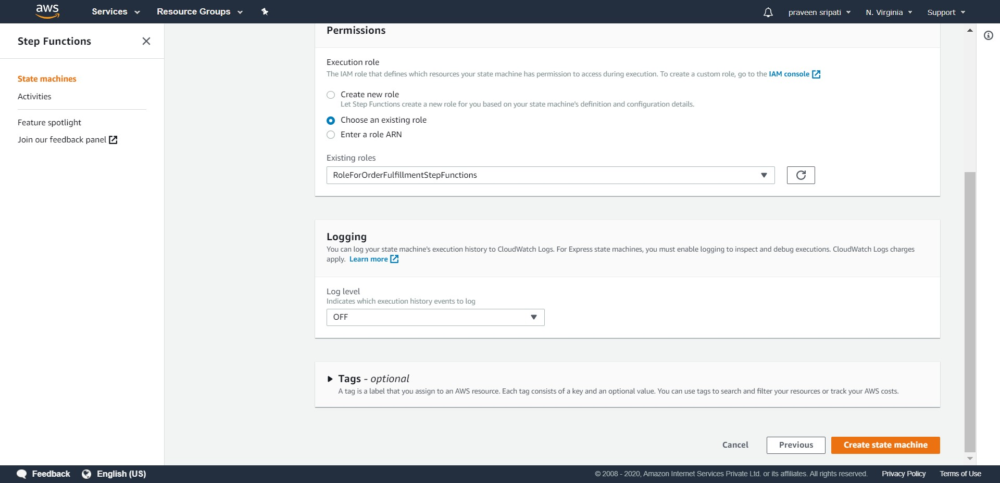 aws Services Resource Groups praveen sripati N. Virginia Support
Step Functions
State machines
Activities
Feature spotlight
Join our feedback panel
Permissions
Execution role
The IAM role that defines which resources your state machine has permission to access during execution. To create a custom role, go to the IAM console
Create new role
Let Step Functions create a new role for you based on your state machine's definition and configuration details.
Choose an existing role
Enter a role ARN
Existing roles
RoleForOrderFulfillmentStepFunctions
Logging
You can log your state machine's execution history to CloudWatch Logs. For Express state machines, you must enable logging to inspect and debug executions. CloudWatch Logs charges
apply. Learn more
Log level
Indicates which execution history events to log
OFF
Tags - optional
A tag is a label that you assign to an AWS resource. Each tag consists of a key and an optional value. You can use tags to search and filter your resources or track your AWS costs.
Cancel Previous Create state machine
Feedback English (US) © 2008 - 2020, Amazon Internet Services Private Ltd. or its affiliates. All rights reserved. Privacy Policy Terms of Use